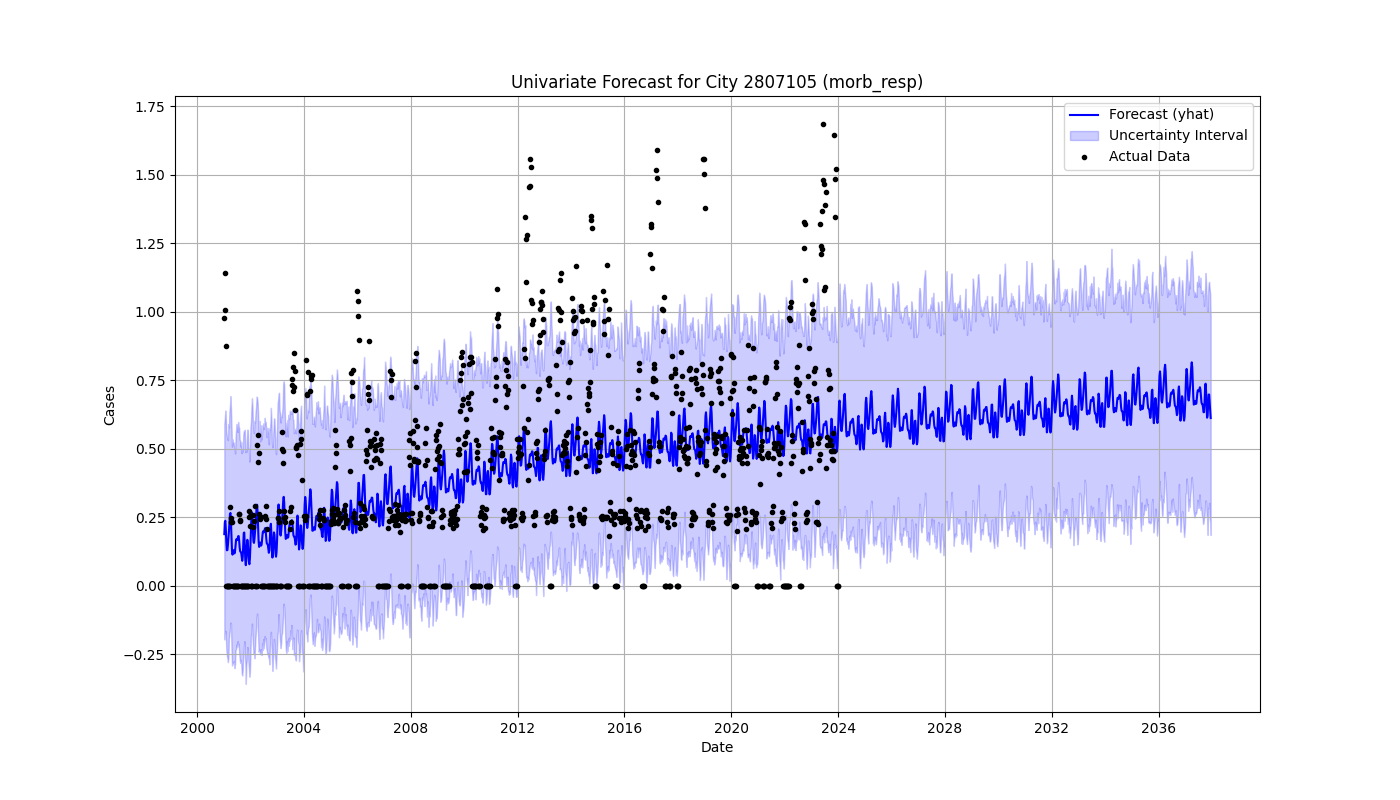 Univariate Forecast for City 2807105 (morb_resp)
Forecast (yhat)
Uncertainty Interval
Actual Data
Cases
1.75
1.50
1.25
1.00
0.75
0.50
0.25
0.00
−0.25
2000 2004 2008 2012 2016 2020 2024 2028 2032 2036
Date